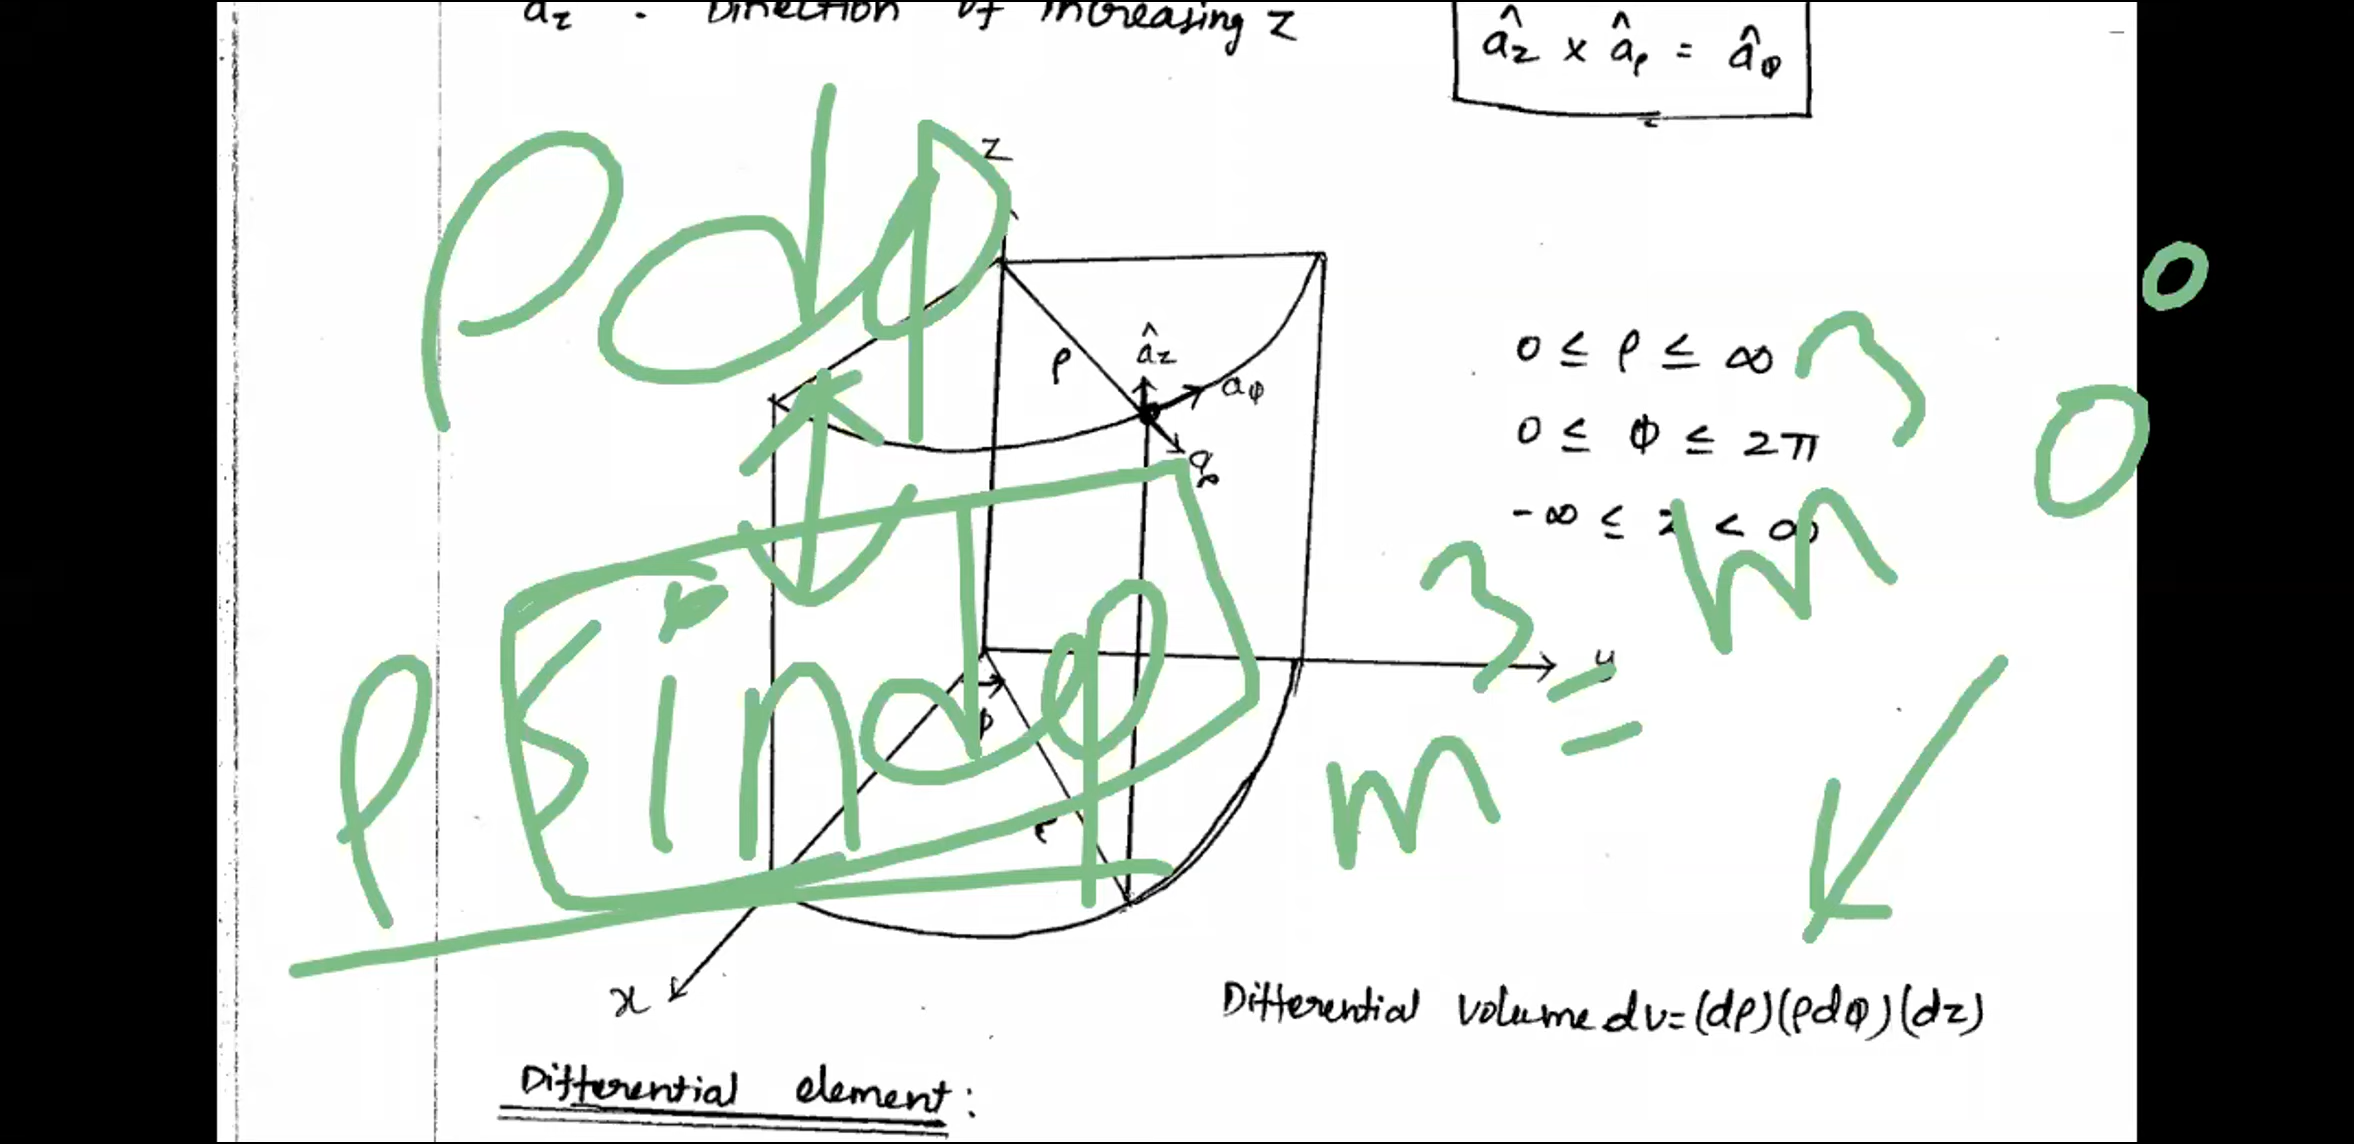 âz . Direction of increasing z
âz × âρ = âφ
z
ρdφ
ρ
âz
aφ
aρ
0 ≤ ρ ≤ ∞
0 ≤ φ ≤ 2π
-∞ ≤ z < ∞
ρ sindφ
φ
m³ = m
y
x
Differential volume dv=(dρ)(ρdφ)(dz)
Differential element: